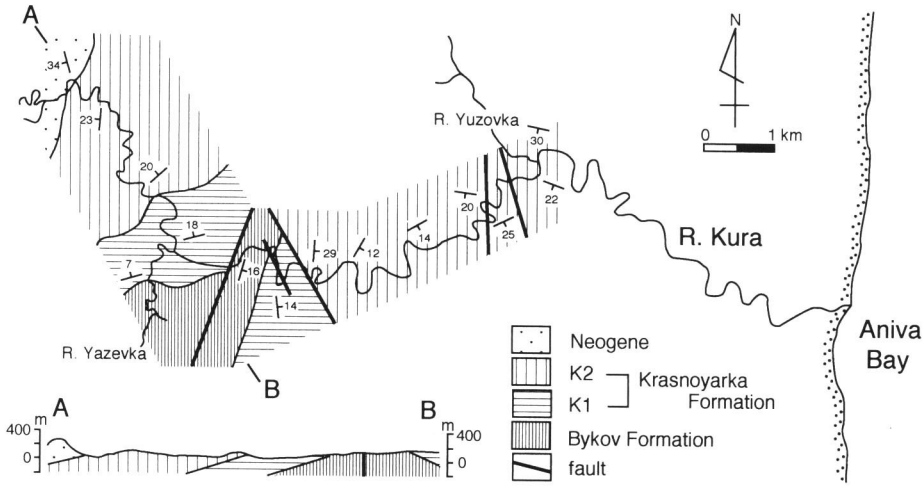 A
34
23
20
18
7
16
14
29
12
14
20
25
30
22
R. Yuzovka
N
0 1 km
R. Kura
Aniva
Bay
R. Yazevka
B
Neogene
K2
K1
Krasnoyarka
Formation
Bykov Formation
fault
A
B
m
400
0
m
400
0